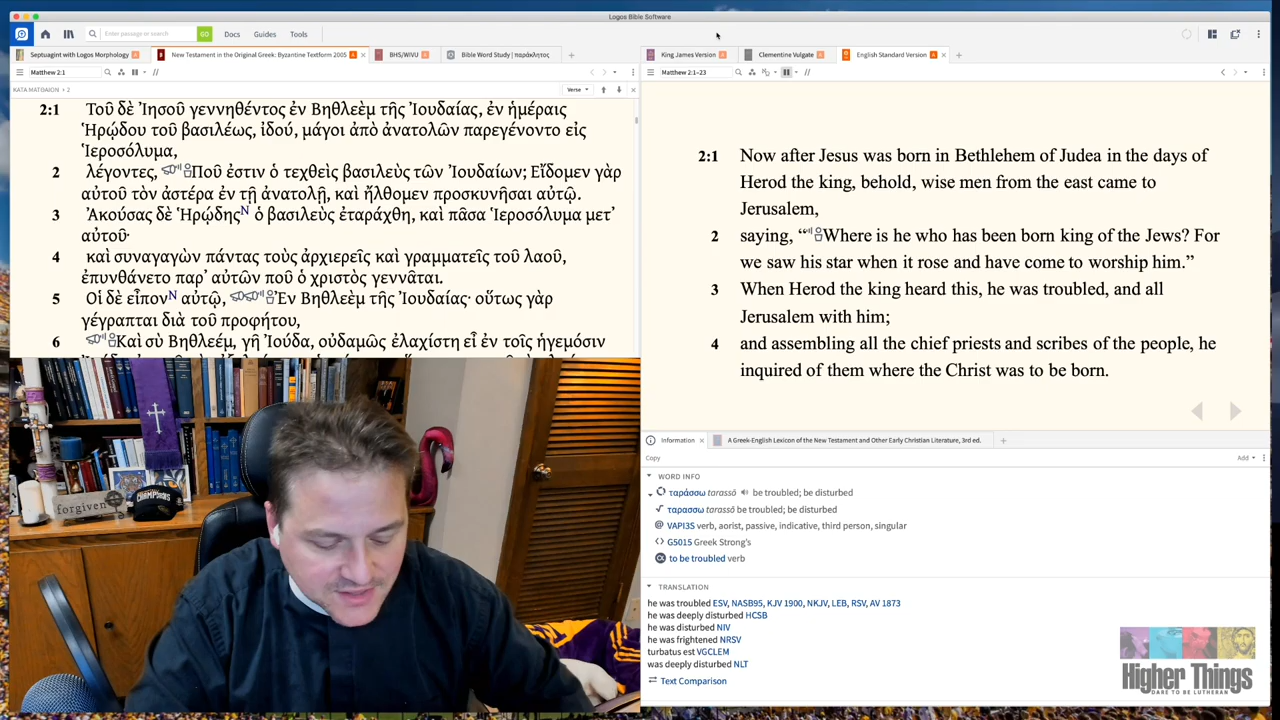 Logos Bible Software
Enter passage or search
GO
Docs
Guides
Tools
Septuagint with Logos Morphology A
New Testament in the Original Greek: Byzantine Textform 2005 A
BHS/WIVU A
Bible Word Study | παράκλητος
Matthew 2:1
ΚΑΤΑ ΜΑΤΘΑΙΟΝ • 2
Verse
2:1 Τοῦ δὲ Ἰησοῦ γεννηθέντος ἐν Βηθλεὲμ τῆς Ἰουδαίας, ἐν ἡμέραις
Ἡρῴδου τοῦ βασιλέως, ἰδού, μάγοι ἀπὸ ἀνατολῶν παρεγένοντο εἰς
Ἱεροσόλυμα,
2 λέγοντες, Ποῦ ἐστιν ὁ τεχθεὶς βασιλεὺς τῶν Ἰουδαίων; Εἴδομεν γὰρ
αὐτοῦ τὸν ἀστέρα ἐν τῇ ἀνατολῇ, καὶ ἤλθομεν προσκυνῆσαι αὐτῷ.
3 Ἀκούσας δὲ Ἡρῴδηςᴺ ὁ βασιλεὺς ἐταράχθη, καὶ πᾶσα Ἱεροσόλυμα μετ’
αὐτοῦ·
4 καὶ συναγαγὼν πάντας τοὺς ἀρχιερεῖς καὶ γραμματεῖς τοῦ λαοῦ,
ἐπυνθάνετο παρ’ αὐτῶν ποῦ ὁ χριστὸς γεννᾶται.
5 Οἱ δὲ εἶπονᴺ αὐτῷ, Ἐν Βηθλεὲμ τῆς Ἰουδαίας· οὕτως γὰρ
γέγραπται διὰ τοῦ προφήτου,
6 Καὶ σὺ Βηθλεέμ, γῆ Ἰούδα, οὐδαμῶς ἐλαχίστη εἶ ἐν τοῖς ἡγεμόσιν
King James Version A
Clementine Vulgate A
English Standard Version A
Matthew 2:1–23
2:1 Now after Jesus was born in Bethlehem of Judea in the days of
Herod the king, behold, wise men from the east came to
Jerusalem,
2 saying, “Where is he who has been born king of the Jews? For
we saw his star when it rose and have come to worship him.”
3 When Herod the king heard this, he was troubled, and all
Jerusalem with him;
4 and assembling all the chief priests and scribes of the people, he
inquired of them where the Christ was to be born.
Information
A Greek-English Lexicon of the New Testament and Other Early Christian Literature, 3rd ed.
Copy
Add
WORD INFO
ταράσσω tarassō be troubled; be disturbed
ταρασσω tarassō be troubled; be disturbed
@ VAPI3S verb, aorist, passive, indicative, third person, singular
<> G5015 Greek Strong's
to be troubled verb
TRANSLATION
he was troubled ESV, NASB95, KJV 1900, NKJV, LEB, RSV, AV 1873
he was deeply disturbed HCSB
he was disturbed NIV
he was frightened NRSV
turbatus est VGCLEM
was deeply disturbed NLT
Text Comparison
forgiven
CHAMPIONS
Higher Things
DARE TO BE LUTHERAN